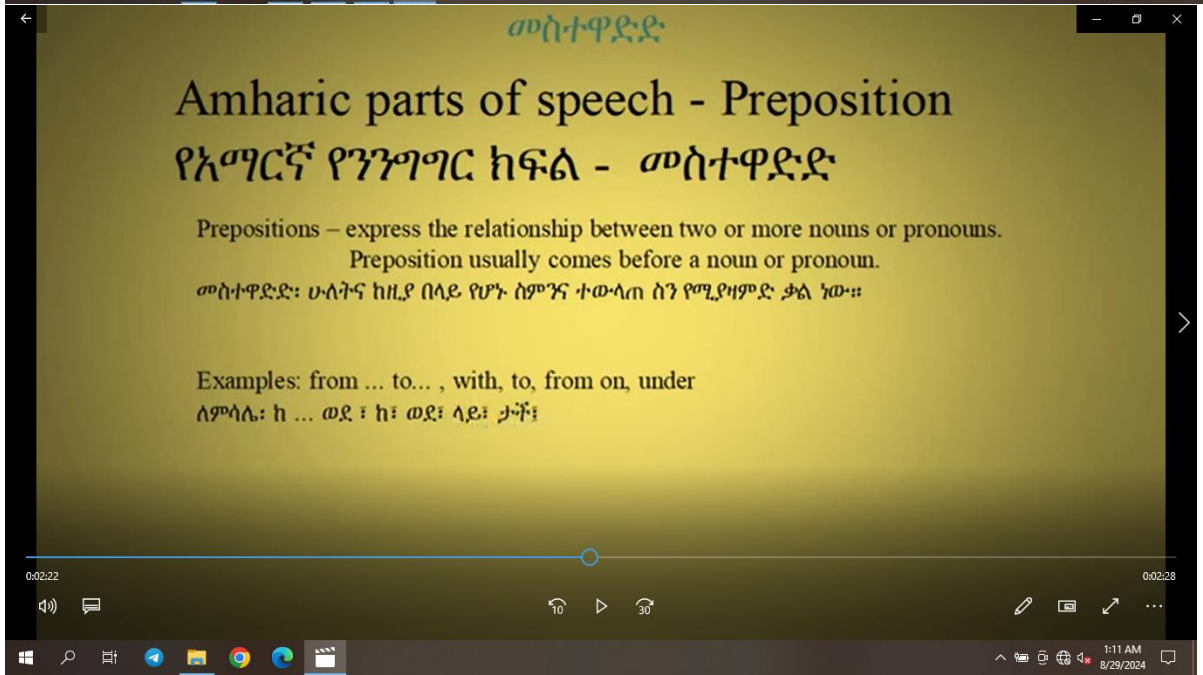 መስተዋድድ
Amharic parts of speech - Preposition
የአማርኛ የንንግግር ክፍል - መስተዋድድ
Prepositions – express the relationship between two or more nouns or pronouns.
Preposition usually comes before a noun or pronoun.
መስተዋድድ፡ ሁለትና ከዚያ በላይ የሆኑ ስምንና ተውላጠ ስን የሚያዛምድ ቃል ነው።
Examples: from ... to... , with, to, from on, under
ለምሳሌ፡ ከ ... ወደ ፣ ከ፣ ወደ፣ ላይ፣ ታች፤
0:02:22
0:02:28
10
30
1:11 AM
8/29/2024